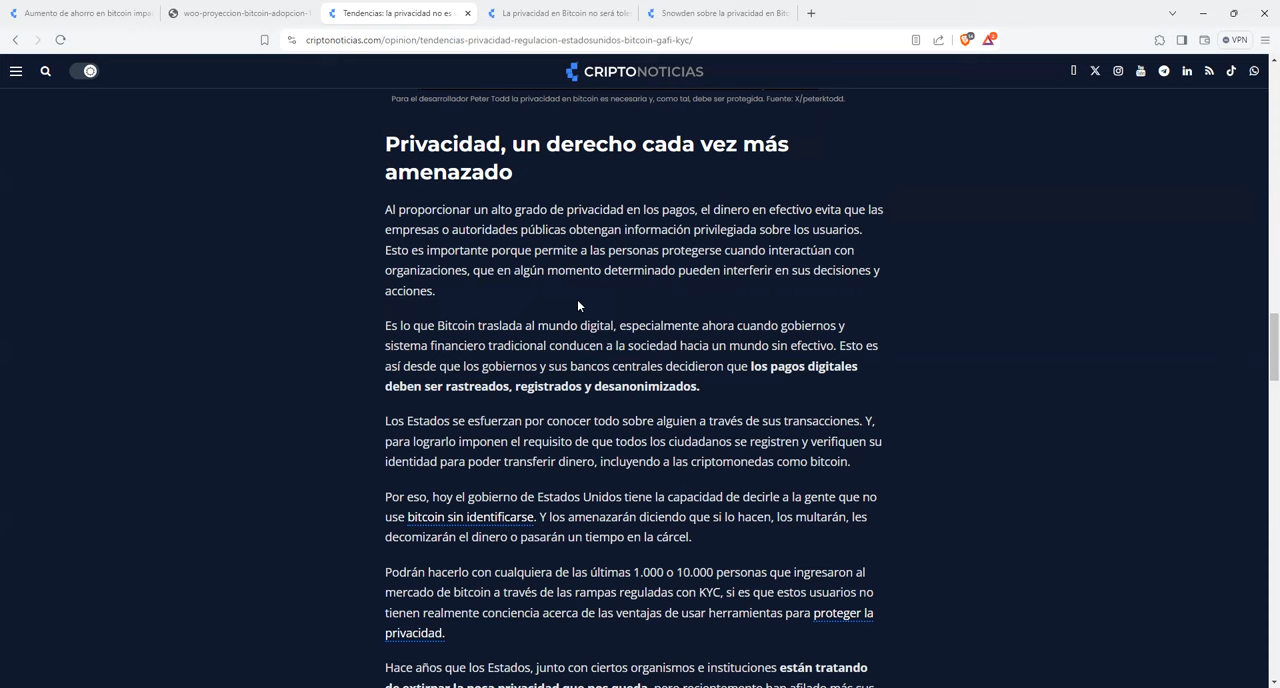 Aumento de ahorro en bitcoin impa
woo-proyeccion-bitcoin-adopcion-1
Tendencias: la privacidad no es
La privacidad en Bitcoin no será tole
Snowden sobre la privacidad en Bitc
criptonoticias.com/opinion/tendencias-privacidad-regulacion-estadosunidos-bitcoin-gafi-kyc/
VPN
CRIPTONOTICIAS
Para el desarrollador Peter Todd la privacidad en bitcoin es necesaria y, como tal, debe ser protegida. Fuente: X/peterktodd.
Privacidad, un derecho cada vez más
amenazado
Al proporcionar un alto grado de privacidad en los pagos, el dinero en efectivo evita que las
empresas o autoridades públicas obtengan información privilegiada sobre los usuarios.
Esto es importante porque permite a las personas protegerse cuando interactúan con
organizaciones, que en algún momento determinado pueden interferir en sus decisiones y
acciones.
Es lo que Bitcoin traslada al mundo digital, especialmente ahora cuando gobiernos y
sistema financiero tradicional conducen a la sociedad hacia un mundo sin efectivo. Esto es
así desde que los gobiernos y sus bancos centrales decidieron que los pagos digitales
deben ser rastreados, registrados y desanonimizados.
Los Estados se esfuerzan por conocer todo sobre alguien a través de sus transacciones. Y,
para lograrlo imponen el requisito de que todos los ciudadanos se registren y verifiquen su
identidad para poder transferir dinero, incluyendo a las criptomonedas como bitcoin.
Por eso, hoy el gobierno de Estados Unidos tiene la capacidad de decirle a la gente que no
use bitcoin sin identificarse. Y los amenazarán diciendo que si lo hacen, los multarán, les
decomizarán el dinero o pasarán un tiempo en la cárcel.
Podrán hacerlo con cualquiera de las últimas 1.000 o 10.000 personas que ingresaron al
mercado de bitcoin a través de las rampas reguladas con KYC, si es que estos usuarios no
tienen realmente conciencia acerca de las ventajas de usar herramientas para proteger la
privacidad.
Hace años que los Estados, junto con ciertos organismos e instituciones están tratando
de extirpar la poca privacidad que nos queda, pero recientemente han afilado más sus